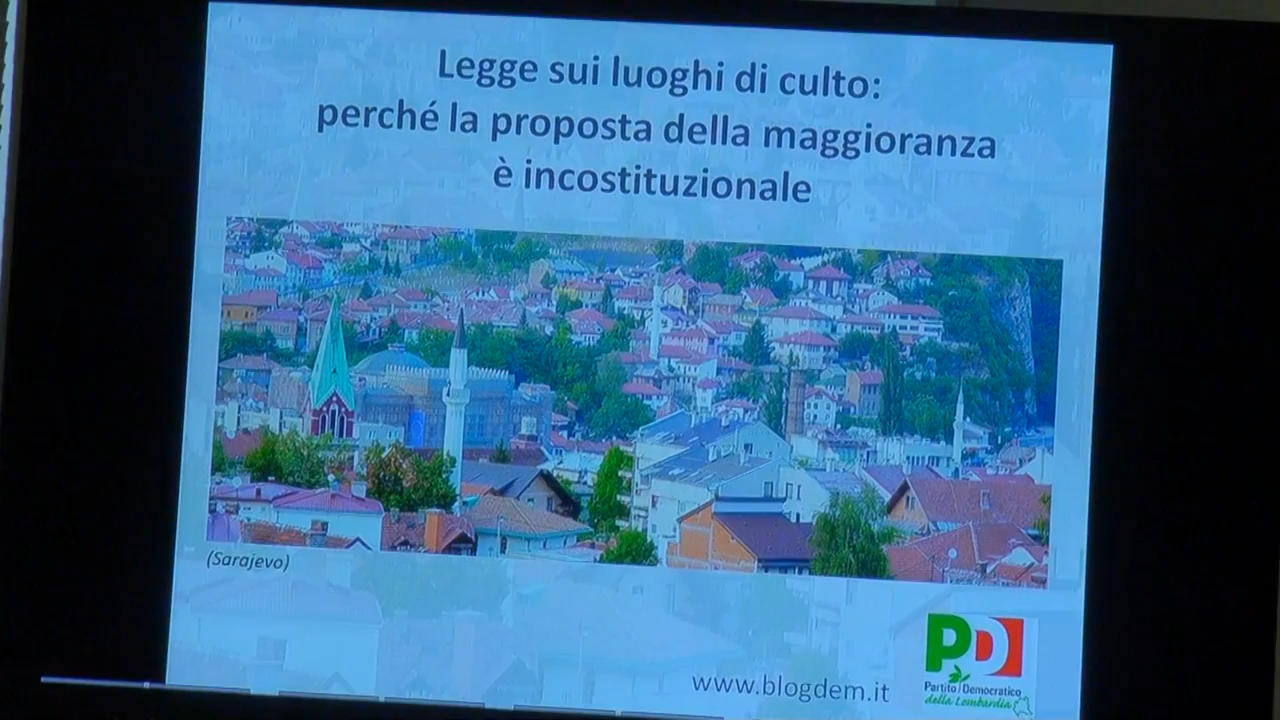 Legge sui luoghi di culto:
perché la proposta della maggioranza
è incostituzionale
(Sarajevo)
www.blogdem.it
PD
Partito Democratico
della Lombardia